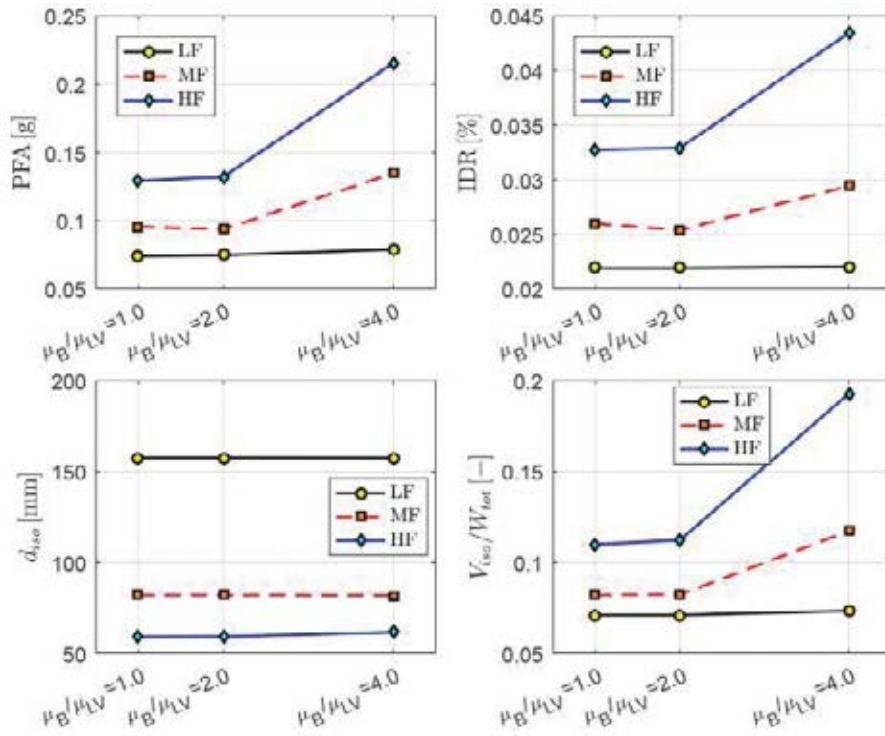 0.25
0.2
0.15
0.1
0.05
PFA [g]
LF
MF
HF
μB/μLV=1.0
μB/μLV=2.0
μB/μLV=4.0
0.045
0.04
0.035
0.03
0.025
0.02
IDR [%]
LF
MF
HF
μB/μLV=1.0
μB/μLV=2.0
μB/μLV=4.0
200
150
100
50
diso [mm]
LF
MF
HF
μB/μLV=1.0
μB/μLV=2.0
μB/μLV=4.0
0.2
0.15
0.1
0.05
Viso/Wtot [−]
LF
MF
HF
μB/μLV=1.0
μB/μLV=2.0
μB/μLV=4.0